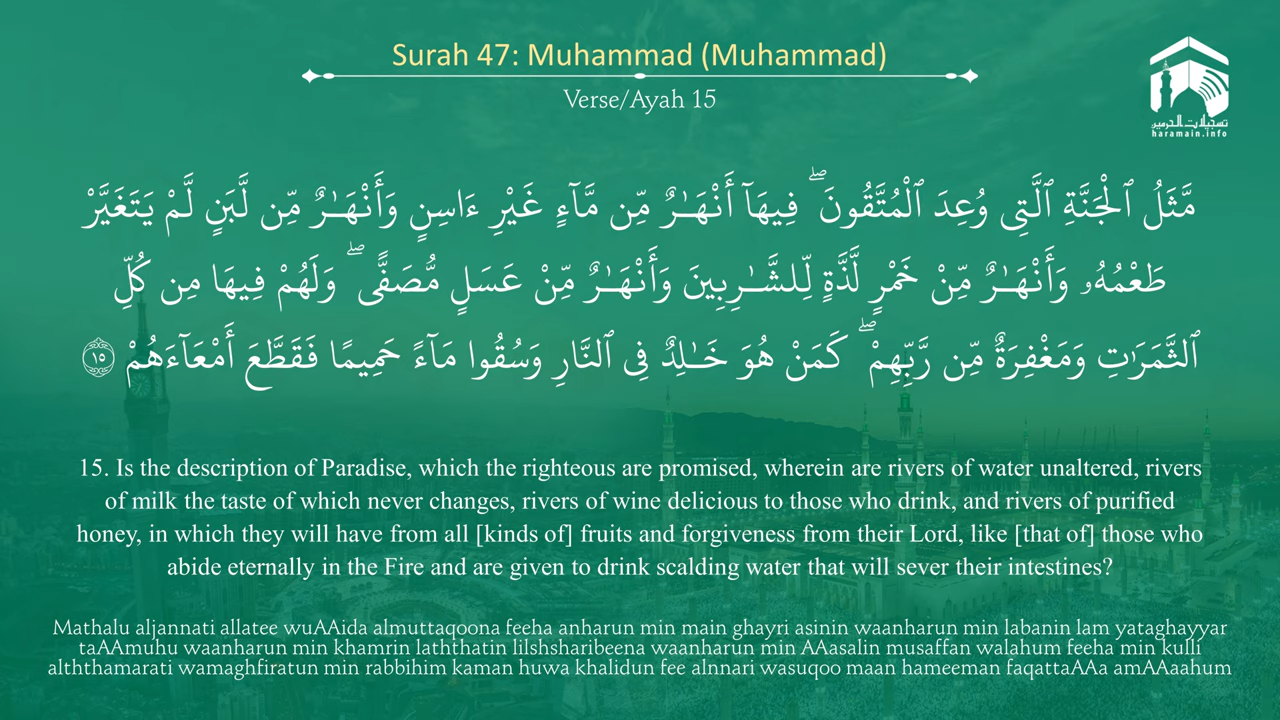 Surah 47: Muhammad (Muhammad)
Verse/Ayah 15
تسجيلات الحرمين
haramain.info
مَّثَلُ ٱلْجَنَّةِ ٱلَّتِى وُعِدَ ٱلْمُتَّقُونَ ۖ فِيهَآ أَنْهَـٰرٌ مِّن مَّآءٍ غَيْرِ ءَاسِنٍ وَأَنْهَـٰرٌ مِّن لَّبَنٍ لَّمْ يَتَغَيَّرْ
طَعْمُهُۥ وَأَنْهَـٰرٌ مِّنْ خَمْرٍ لَّذَّةٍ لِّلشَّـٰرِبِينَ وَأَنْهَـٰرٌ مِّنْ عَسَلٍ مُّصَفًّى ۖ وَلَهُمْ فِيهَا مِن كُلِّ
ٱلثَّمَرَٰتِ وَمَغْفِرَةٌ مِّن رَّبِّهِمْ ۖ كَمَنْ هُوَ خَـٰلِدٌ فِى ٱلنَّارِ وَسُقُوا مَآءً حَمِيمًا فَقَطَّعَ أَمْعَآءَهُمْ ١٥
15. Is the description of Paradise, which the righteous are promised, wherein are rivers of water unaltered, rivers
of milk the taste of which never changes, rivers of wine delicious to those who drink, and rivers of purified
honey, in which they will have from all [kinds of] fruits and forgiveness from their Lord, like [that of] those who
abide eternally in the Fire and are given to drink scalding water that will sever their intestines?
Mathalu aljannati allatee wuAAida almuttaqoona feeha anharun min main ghayri asinin waanharun min labanin lam yataghayyar
taAAmuhu waanharun min khamrin laththatin lilshsharibeena waanharun min AAasalin musaffan walahum feeha min kulli
alththamarati wamaghfiratun min rabbihim kaman huwa khalidun fee alnnari wasuqoo maan hameeman faqattaAAa amAAaahum